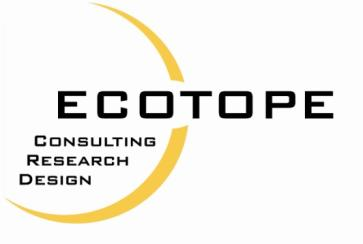 ECOTOPE
CONSULTING
RESEARCH
DESIGN